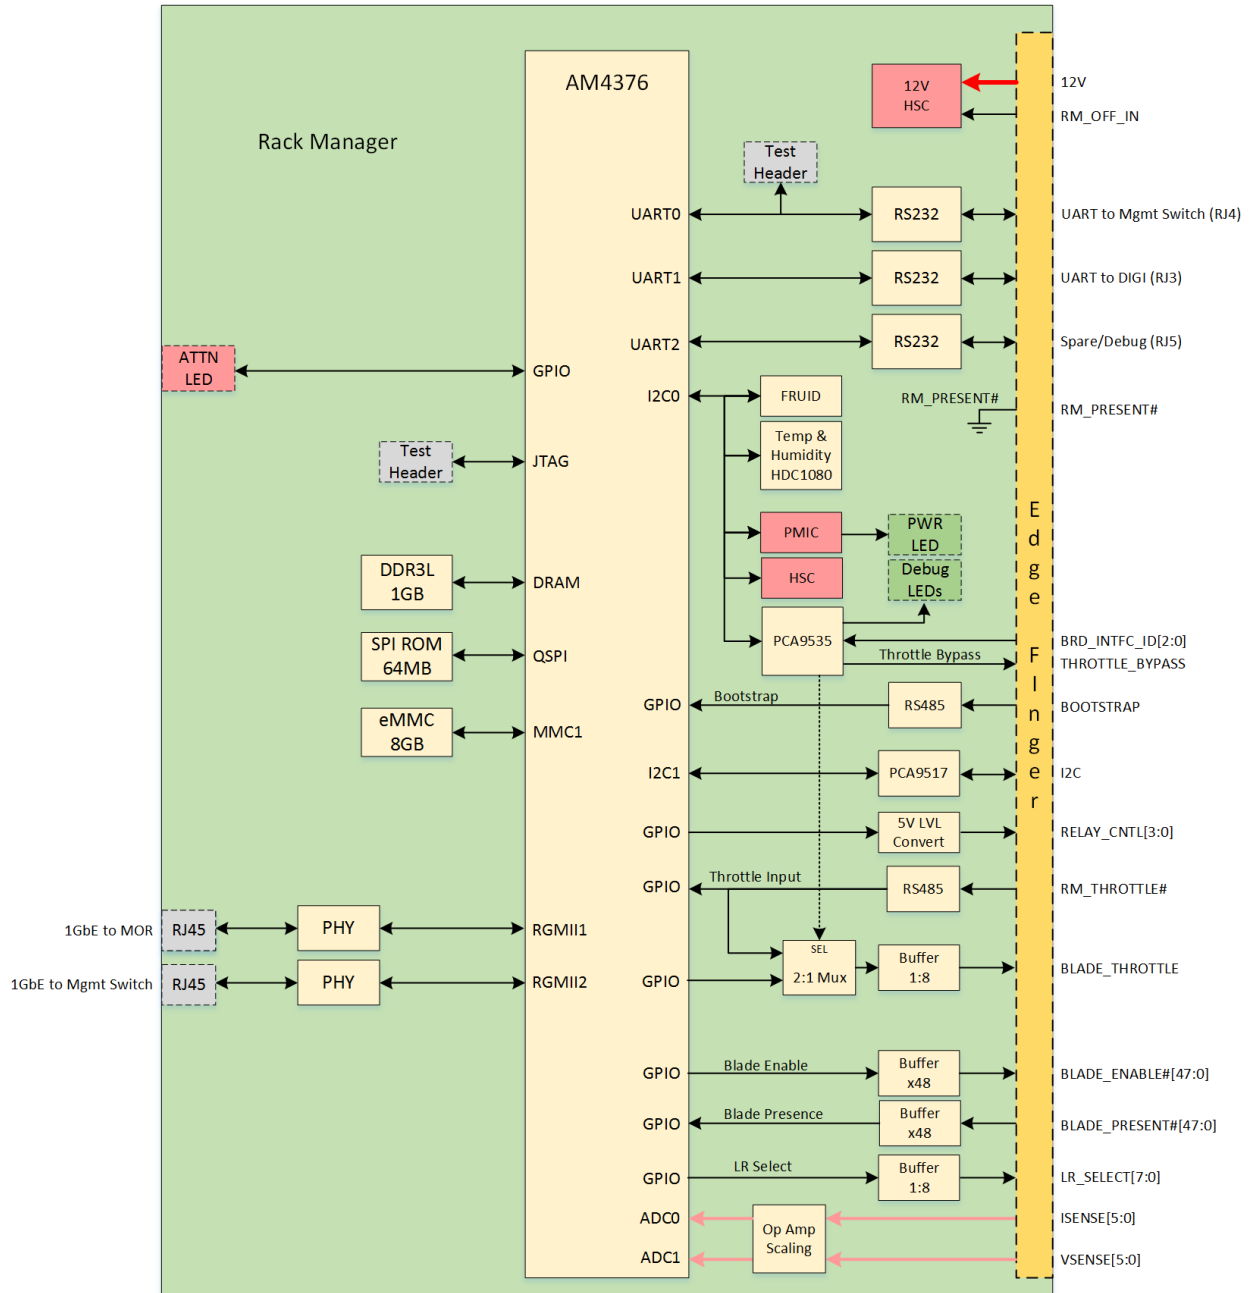 AM4376
Rack Manager
12V
HSC
12V
RM_OFF_IN
Test
Header
UART0
RS232
UART to Mgmt Switch (RJ4)
UART1
RS232
UART to DIGI (RJ3)
UART2
RS232
Spare/Debug (RJ5)
ATTN
LED
GPIO
I2C0
FRUID
RM_PRESENT#
RM_PRESENT#
Temp &
Humidity
HDC1080
Test
Header
JTAG
PMIC
PWR
LED
HSC
Debug
LEDs
DDR3L
1GB
DRAM
PCA9535
BRD_INTFC_ID[2:0]
Throttle Bypass
THROTTLE_BYPASS
SPI ROM
64MB
QSPI
Edge FInger
GPIO
Bootstrap
RS485
BOOTSTRAP
eMMC
8GB
MMC1
I2C1
PCA9517
I2C
GPIO
5V LVL
Convert
RELAY_CNTL[3:0]
GPIO
Throttle Input
RS485
RM_THROTTLE#
1GbE to MOR
RJ45
PHY
RGMII1
SEL
2:1 Mux
Buffer
1:8
BLADE_THROTTLE
1GbE to Mgmt Switch
RJ45
PHY
RGMII2
GPIO
GPIO
Blade Enable
Buffer
x48
BLADE_ENABLE#[47:0]
GPIO
Blade Presence
Buffer
x48
BLADE_PRESENT#[47:0]
GPIO
LR Select
Buffer
1:8
LR_SELECT[7:0]
ADC0
Op Amp
Scaling
ISENSE[5:0]
ADC1
VSENSE[5:0]